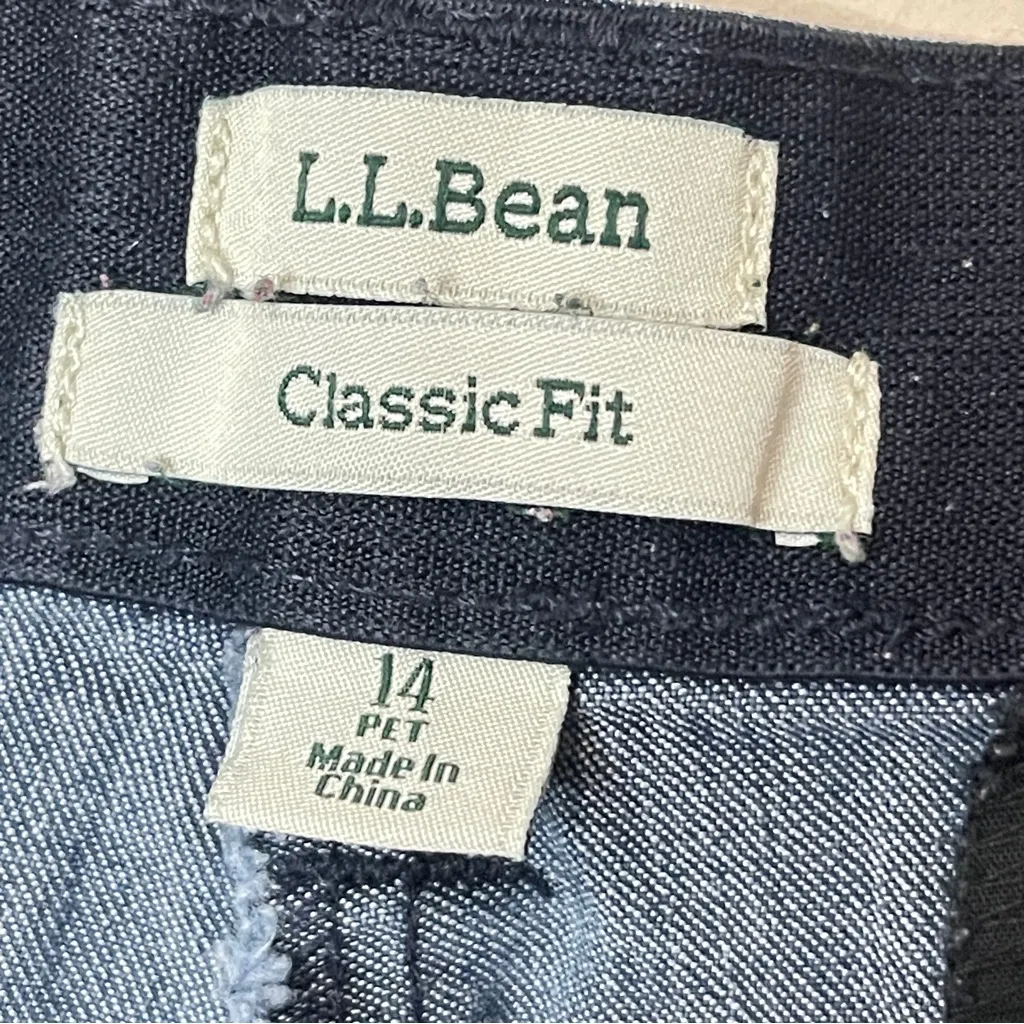 L.L.Bean
Classic Fit
14
PET
Made In
China